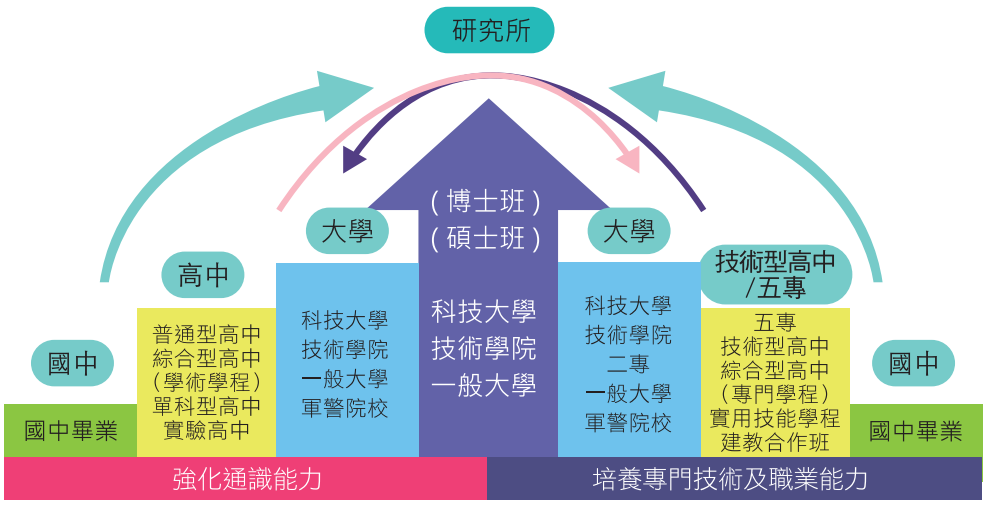 研究所
(博士班)
(碩士班)
科技大學
技術學院
一般大學
大學
科技大學
技術學院
一般大學
軍警院校
高中
普通型高中
綜合型高中
(學術學程)
單科型高中
實驗高中
國中
國中畢業
大學
科技大學
技術學院
二專
一般大學
軍警院校
技術型高中
/五專
五專
技術型高中
綜合型高中
(專門學程)
實用技能學程
建教合作班
國中
國中畢業
強化通識能力
培養專門技術及職業能力